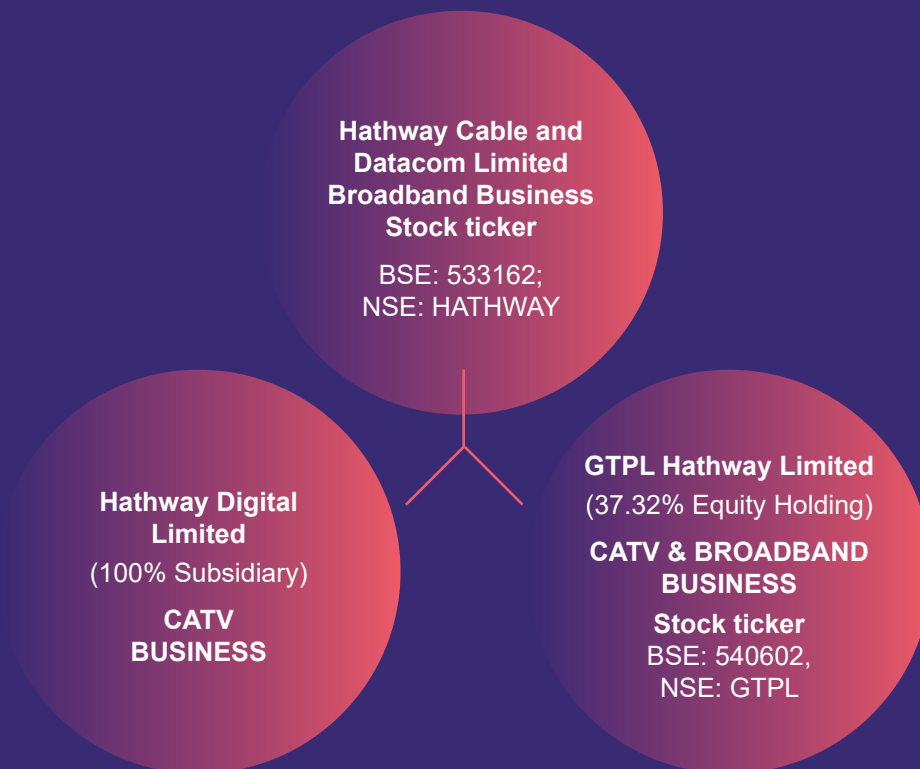 Hathway Cable and
Datacom Limited
Broadband Business
Stock ticker
BSE: 533162;
NSE: HATHWAY
Hathway Digital
Limited
(100% Subsidiary)
CATV
BUSINESS
GTPL Hathway Limited
(37.32% Equity Holding)
CATV & BROADBAND
BUSINESS
Stock ticker
BSE: 540602,
NSE: GTPL